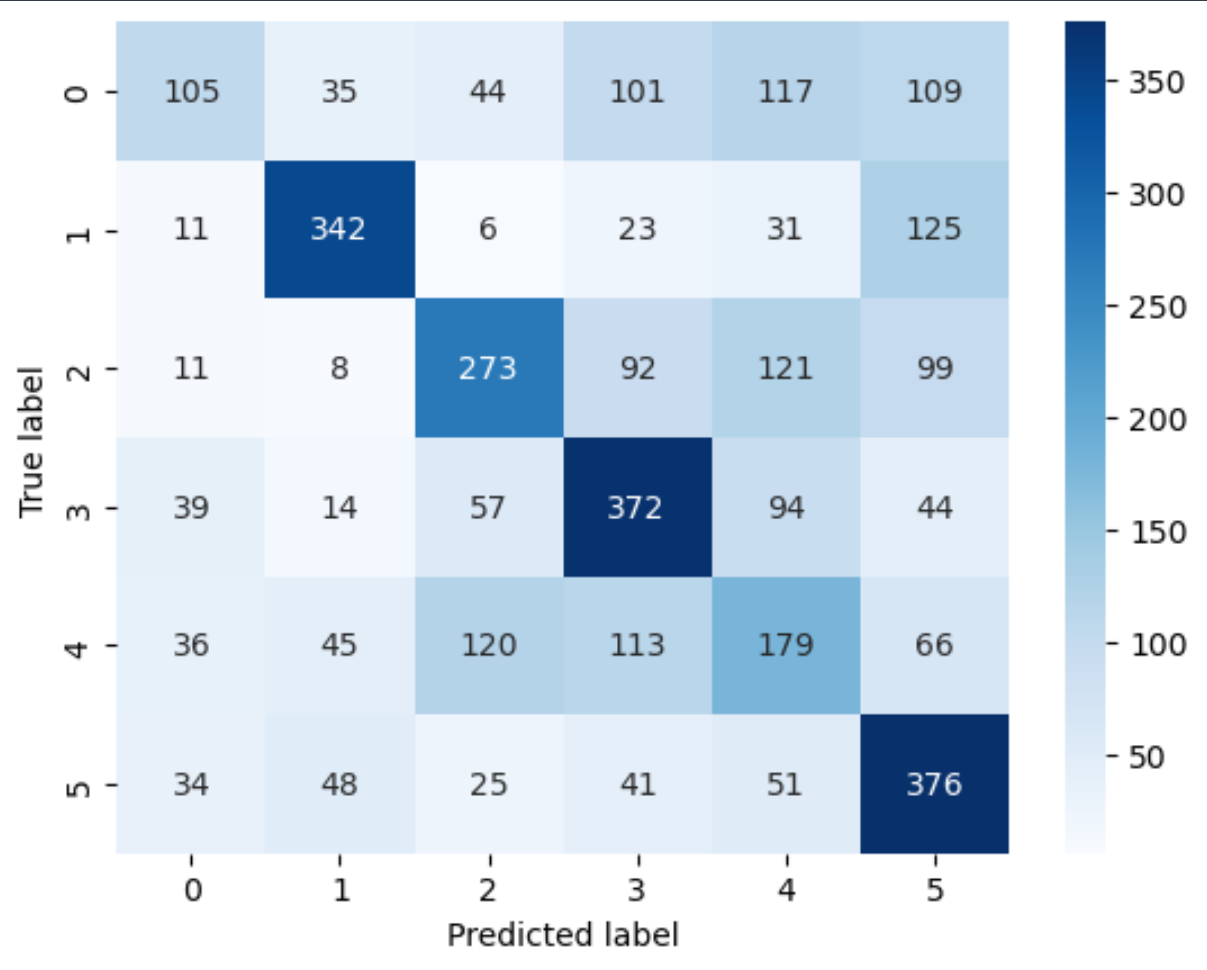 0 105 35 44 101 117 109
1 11 342 6 23 31 125
2 11 8 273 92 121 99
3 39 14 57 372 94 44
4 36 45 120 113 179 66
5 34 48 25 41 51 376
0 1 2 3 4 5
Predicted label
True label
350
300
250
200
150
100
50